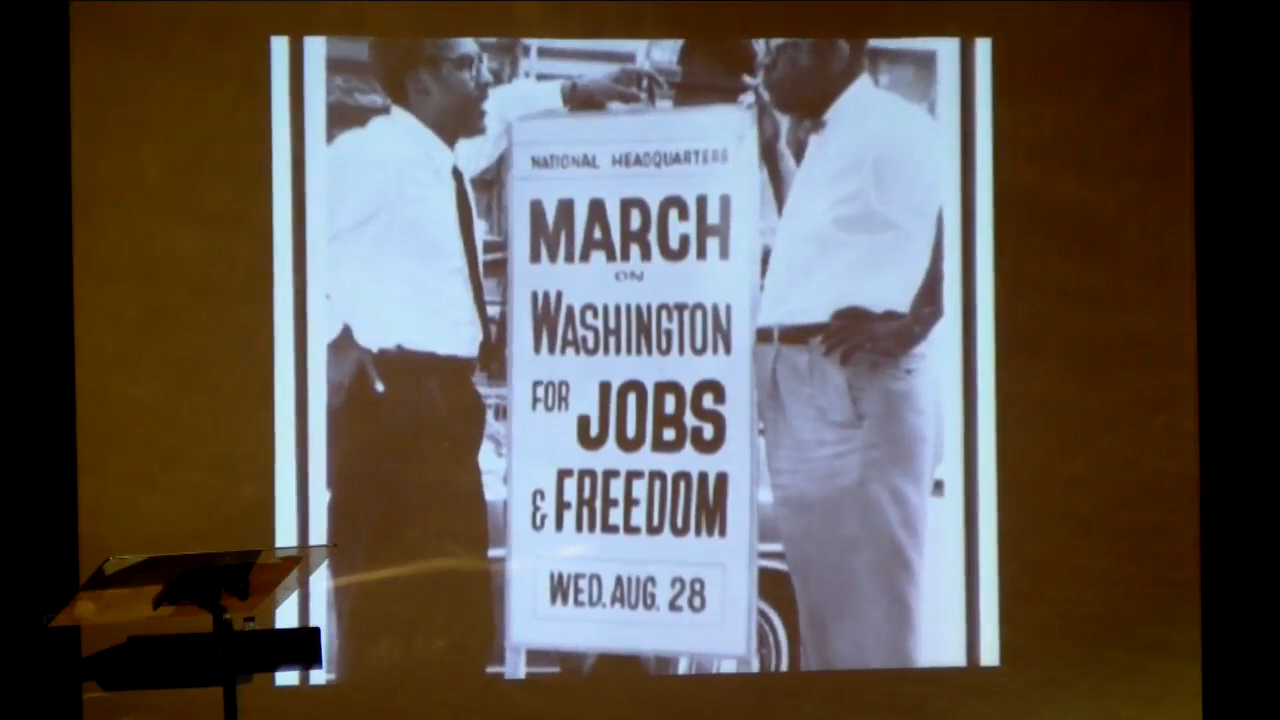 NATIONAL HEADQUARTERS
MARCH
ON
WASHINGTON
FOR JOBS
& FREEDOM
WED. AUG. 28